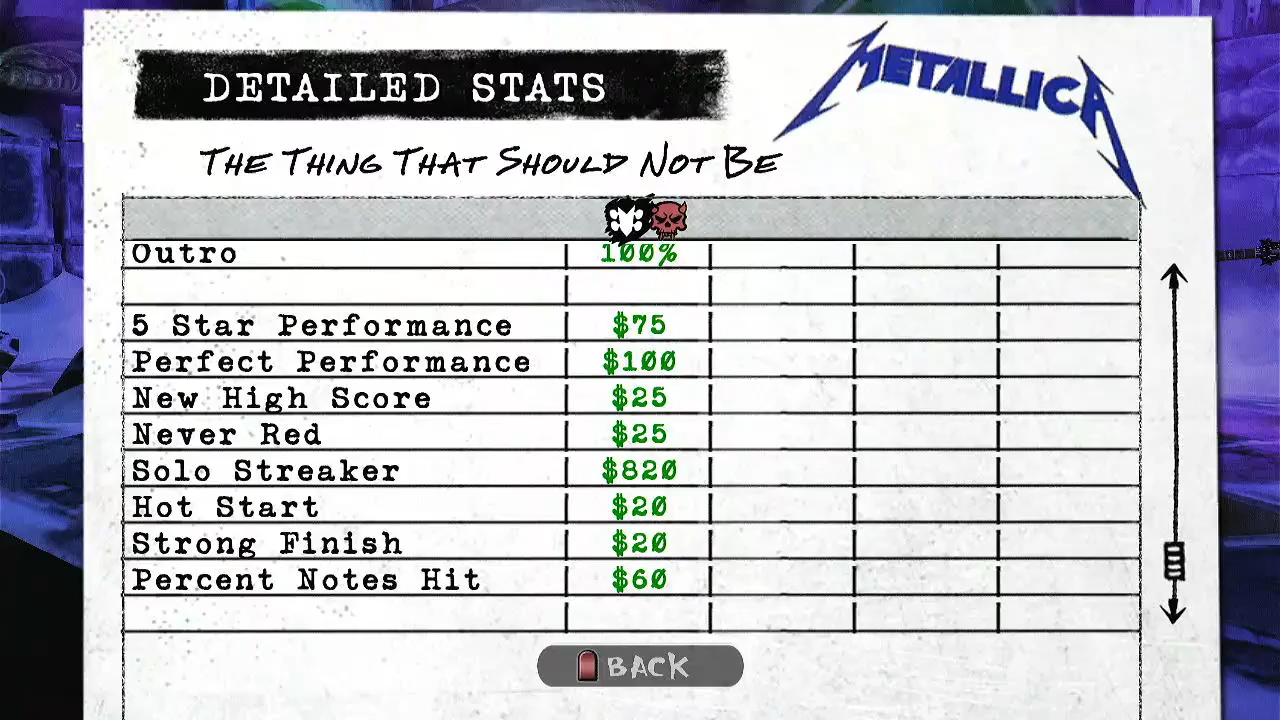 DETAILED STATS
METALLICA
THE THING THAT SHOULD NOT BE
Outro 100%
5 Star Performance $75
Perfect Performance $100
New High Score $25
Never Red $25
Solo Streaker $820
Hot Start $20
Strong Finish $20
Percent Notes Hit $60
BACK